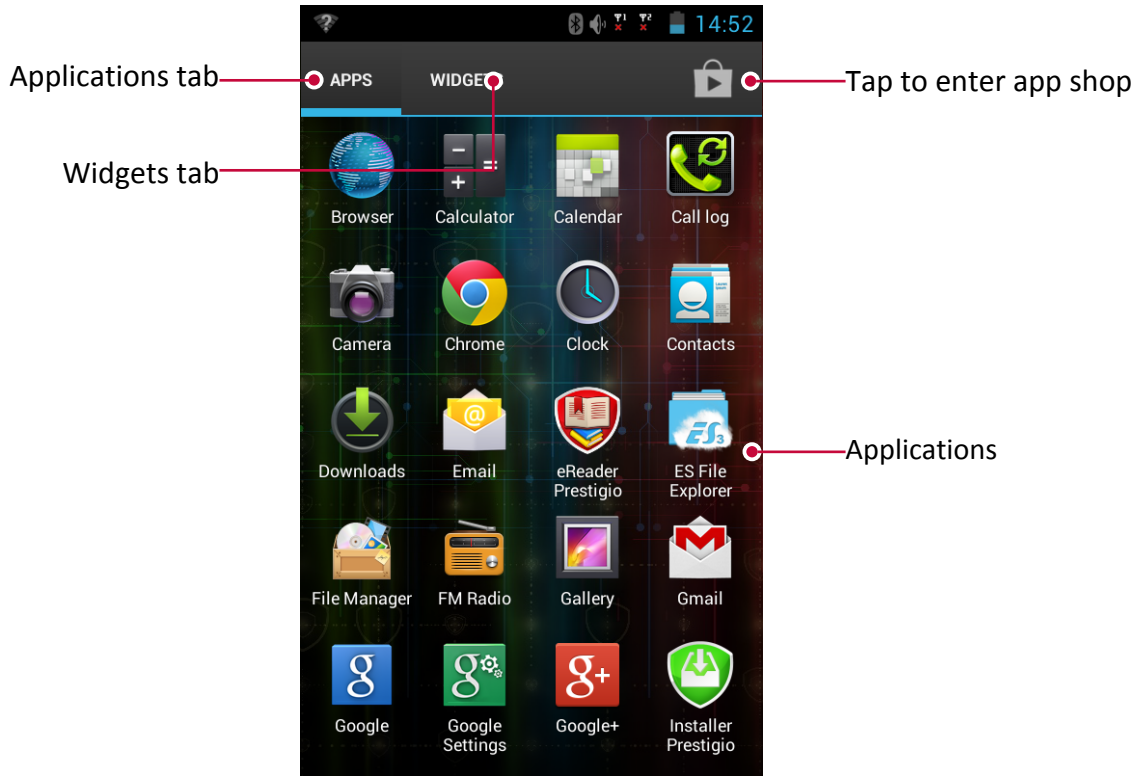 14:52
Applications tab
APPS
WIDGETS
Tap to enter app shop
Widgets tab
Browser
Calculator
Calendar
Call log
Camera
Chrome
Clock
Contacts
Downloads
Email
eReader
Prestigio
ES File
Explorer
Applications
File Manager
FM Radio
Gallery
Gmail
Google
Google
Settings
Google+
Installer
Prestigio